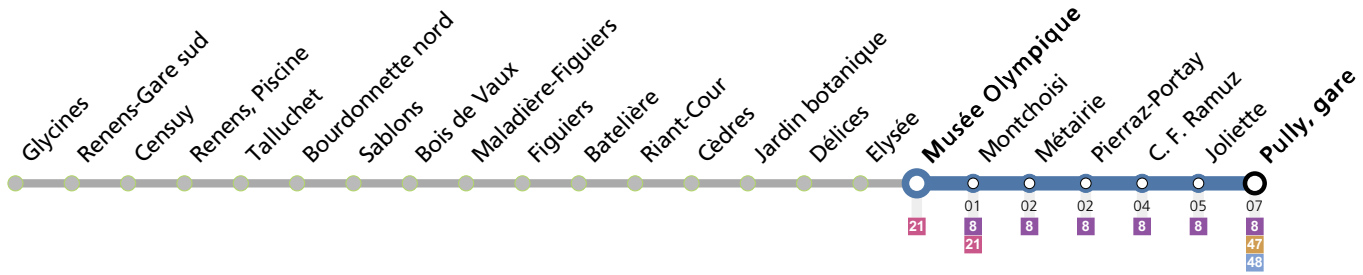 Glycines
Renens-Gare sud
Censuy
Renens, Piscine
Talluchet
Bourdonnette nord
Sablons
Bois de Vaux
Maladière-Figuiers
Figuiers
Batelière
Riant-Cour
Cèdres
Jardin botanique
Délices
Elysée
Musée Olympique
Montchoisi
Métairie
Pierraz-Portay
C. F. Ramuz
Joliette
Pully, gare
01 02 02 04 05 07
21 8 8 8 8 8 8
21 47
48